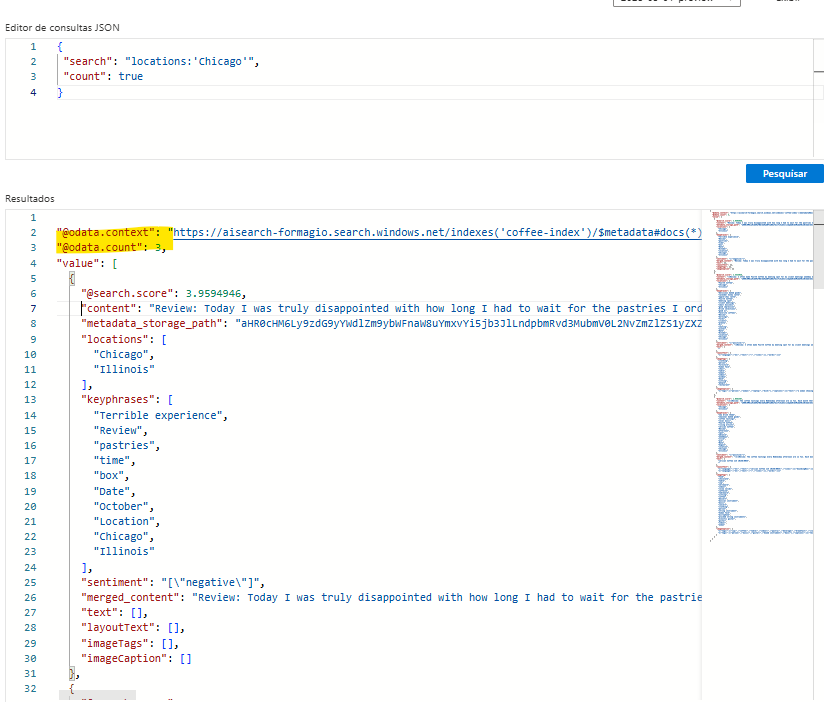 Editor de consultas JSON
1 {
2 "search": "locations:'Chicago'",
3 "count": true
4 }
Pesquisar
Resultados
1
2 "@odata.context": "https://aisearch-formagio.search.windows.net/indexes('coffee-index')/$metadata#docs(*)
3 "@odata.count": 3,
4 "value": [
5 {
6 "@search.score": 3.9594946,
7 "content": "Review: Today I was truly disappointed with how long I had to wait for the pastries I ord
8 "metadata_storage_path":
9 "locations": [
10 "Chicago",
11 "Illinois"
12 ],
13 "keyphrases": [
14 "Terrible experience",
15 "Review",
16 "pastries",
17 "time",
18 "box",
19 "Date",
20 "October",
21 "Location",
22 "Chicago",
23 "Illinois"
24 ],
25 "sentiment": "[\"negative\"]",
26 "merged_content": "Review: Today I was truly disappointed with how long I had to wait for the pastrie
27 "text": [],
28 "layoutText": [],
29 "imageTags": [],
30 "imageCaption": []
31 },
32 {